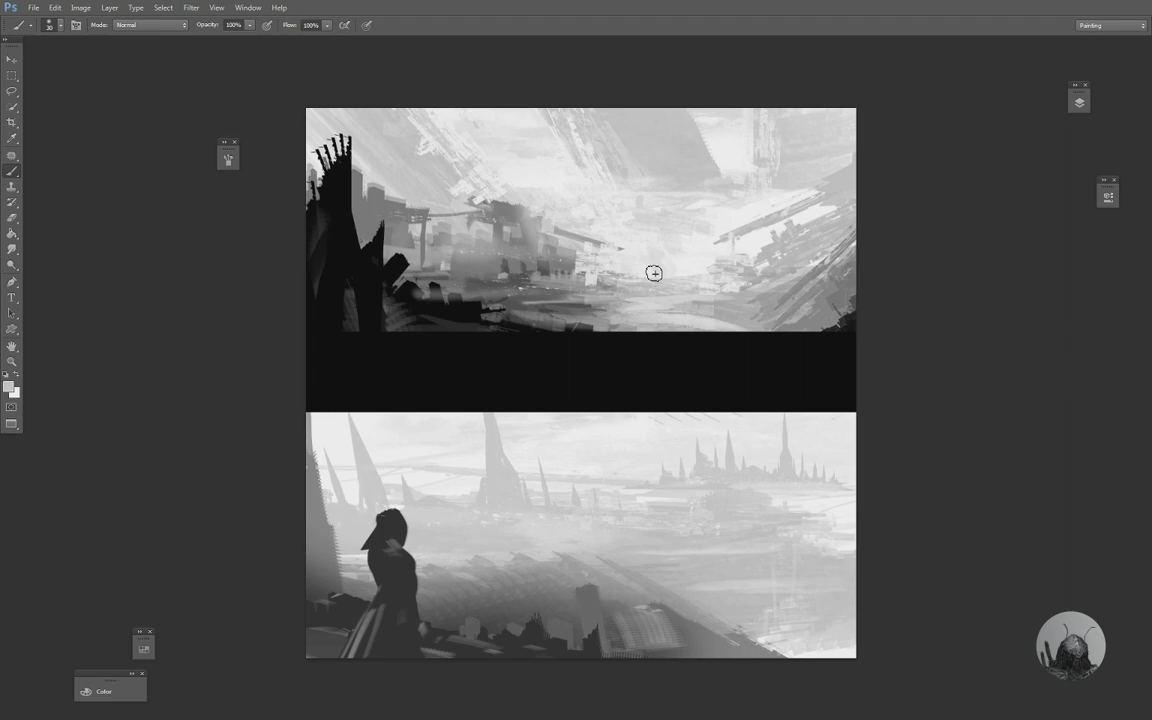 Ps File Edit Image Layer Type Select Filter View Window Help
30 Mode: Normal Opacity: 100% Flow: 100% Painting
T
Color